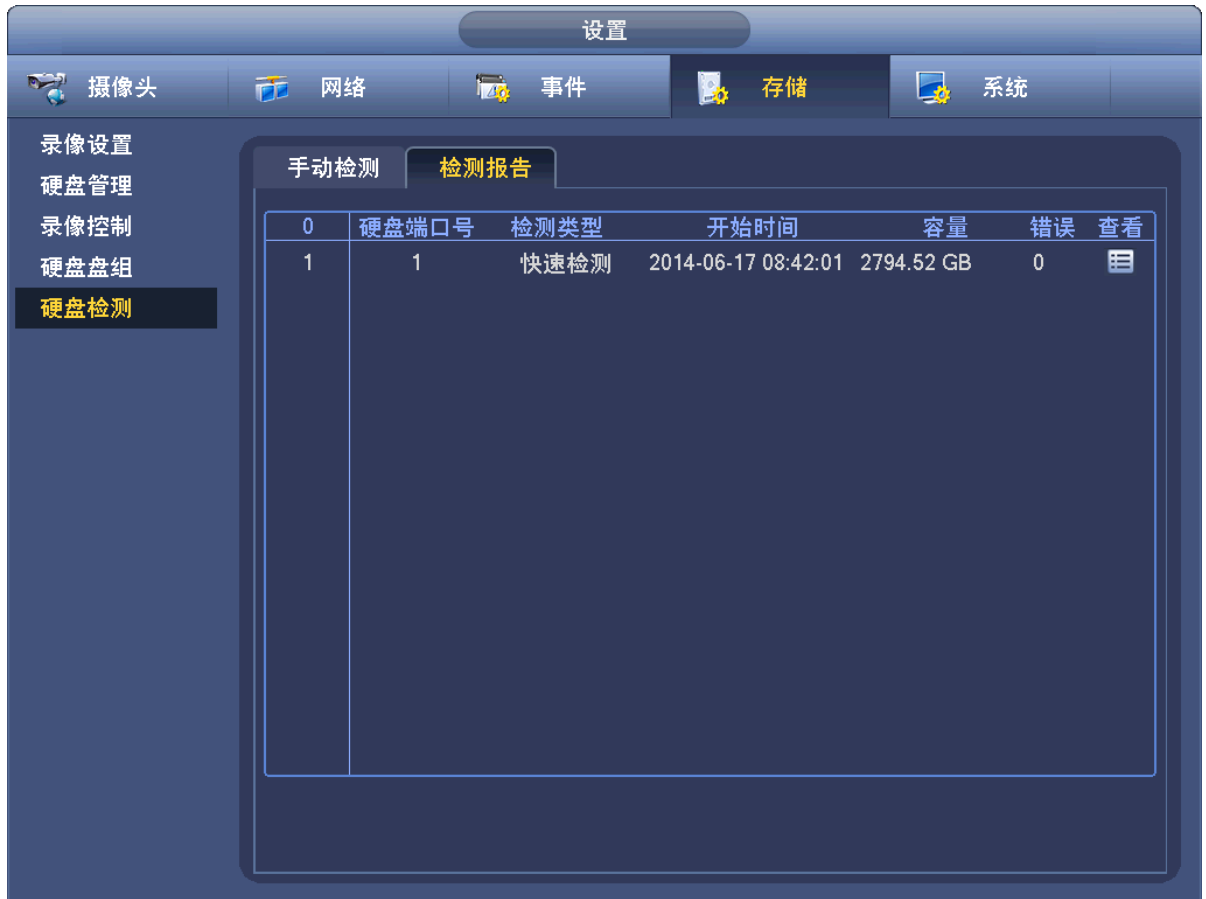 设置
摄像头 网络 事件 存储 系统
录像设置
硬盘管理
录像控制
硬盘盘组
硬盘检测
手动检测 检测报告
0 硬盘端口号 检测类型 开始时间 容量 错误 查看
1 1 快速检测 2014-06-17 08:42:01 2794.52 GB 0